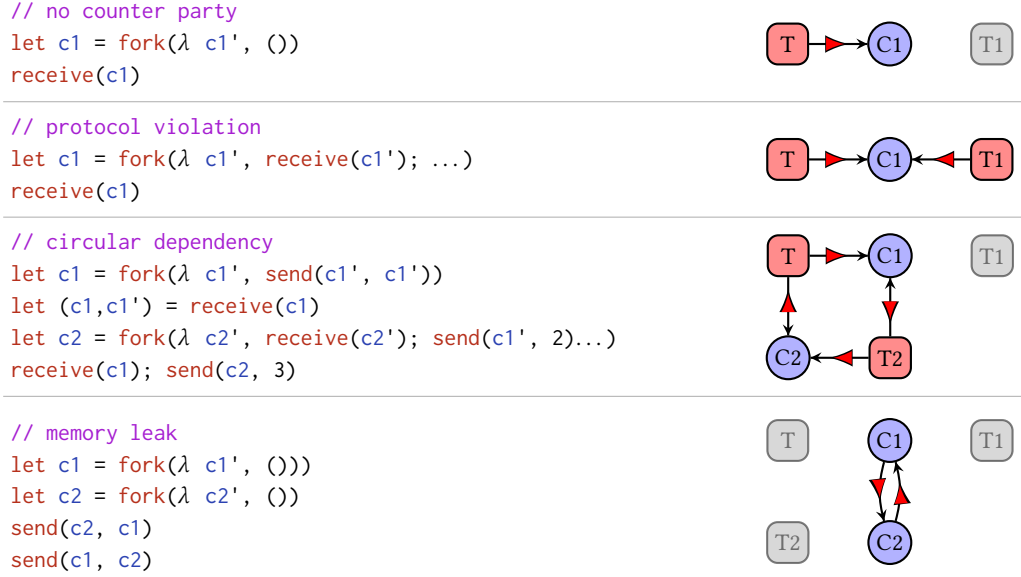 // no counter party
let c1 = fork(λ c1', ())
receive(c1)
T C1 T1
// protocol violation
let c1 = fork(λ c1', receive(c1'); ...)
receive(c1)
T C1 T1
// circular dependency
let c1 = fork(λ c1', send(c1', c1'))
let (c1,c1') = receive(c1)
let c2 = fork(λ c2', receive(c2'); send(c1', 2)...)
receive(c1); send(c2, 3)
T C1 T1
C2 T2
// memory leak
let c1 = fork(λ c1', ()))
let c2 = fork(λ c2', ())
send(c2, c1)
send(c1, c2)
T C1 T1
T2 C2